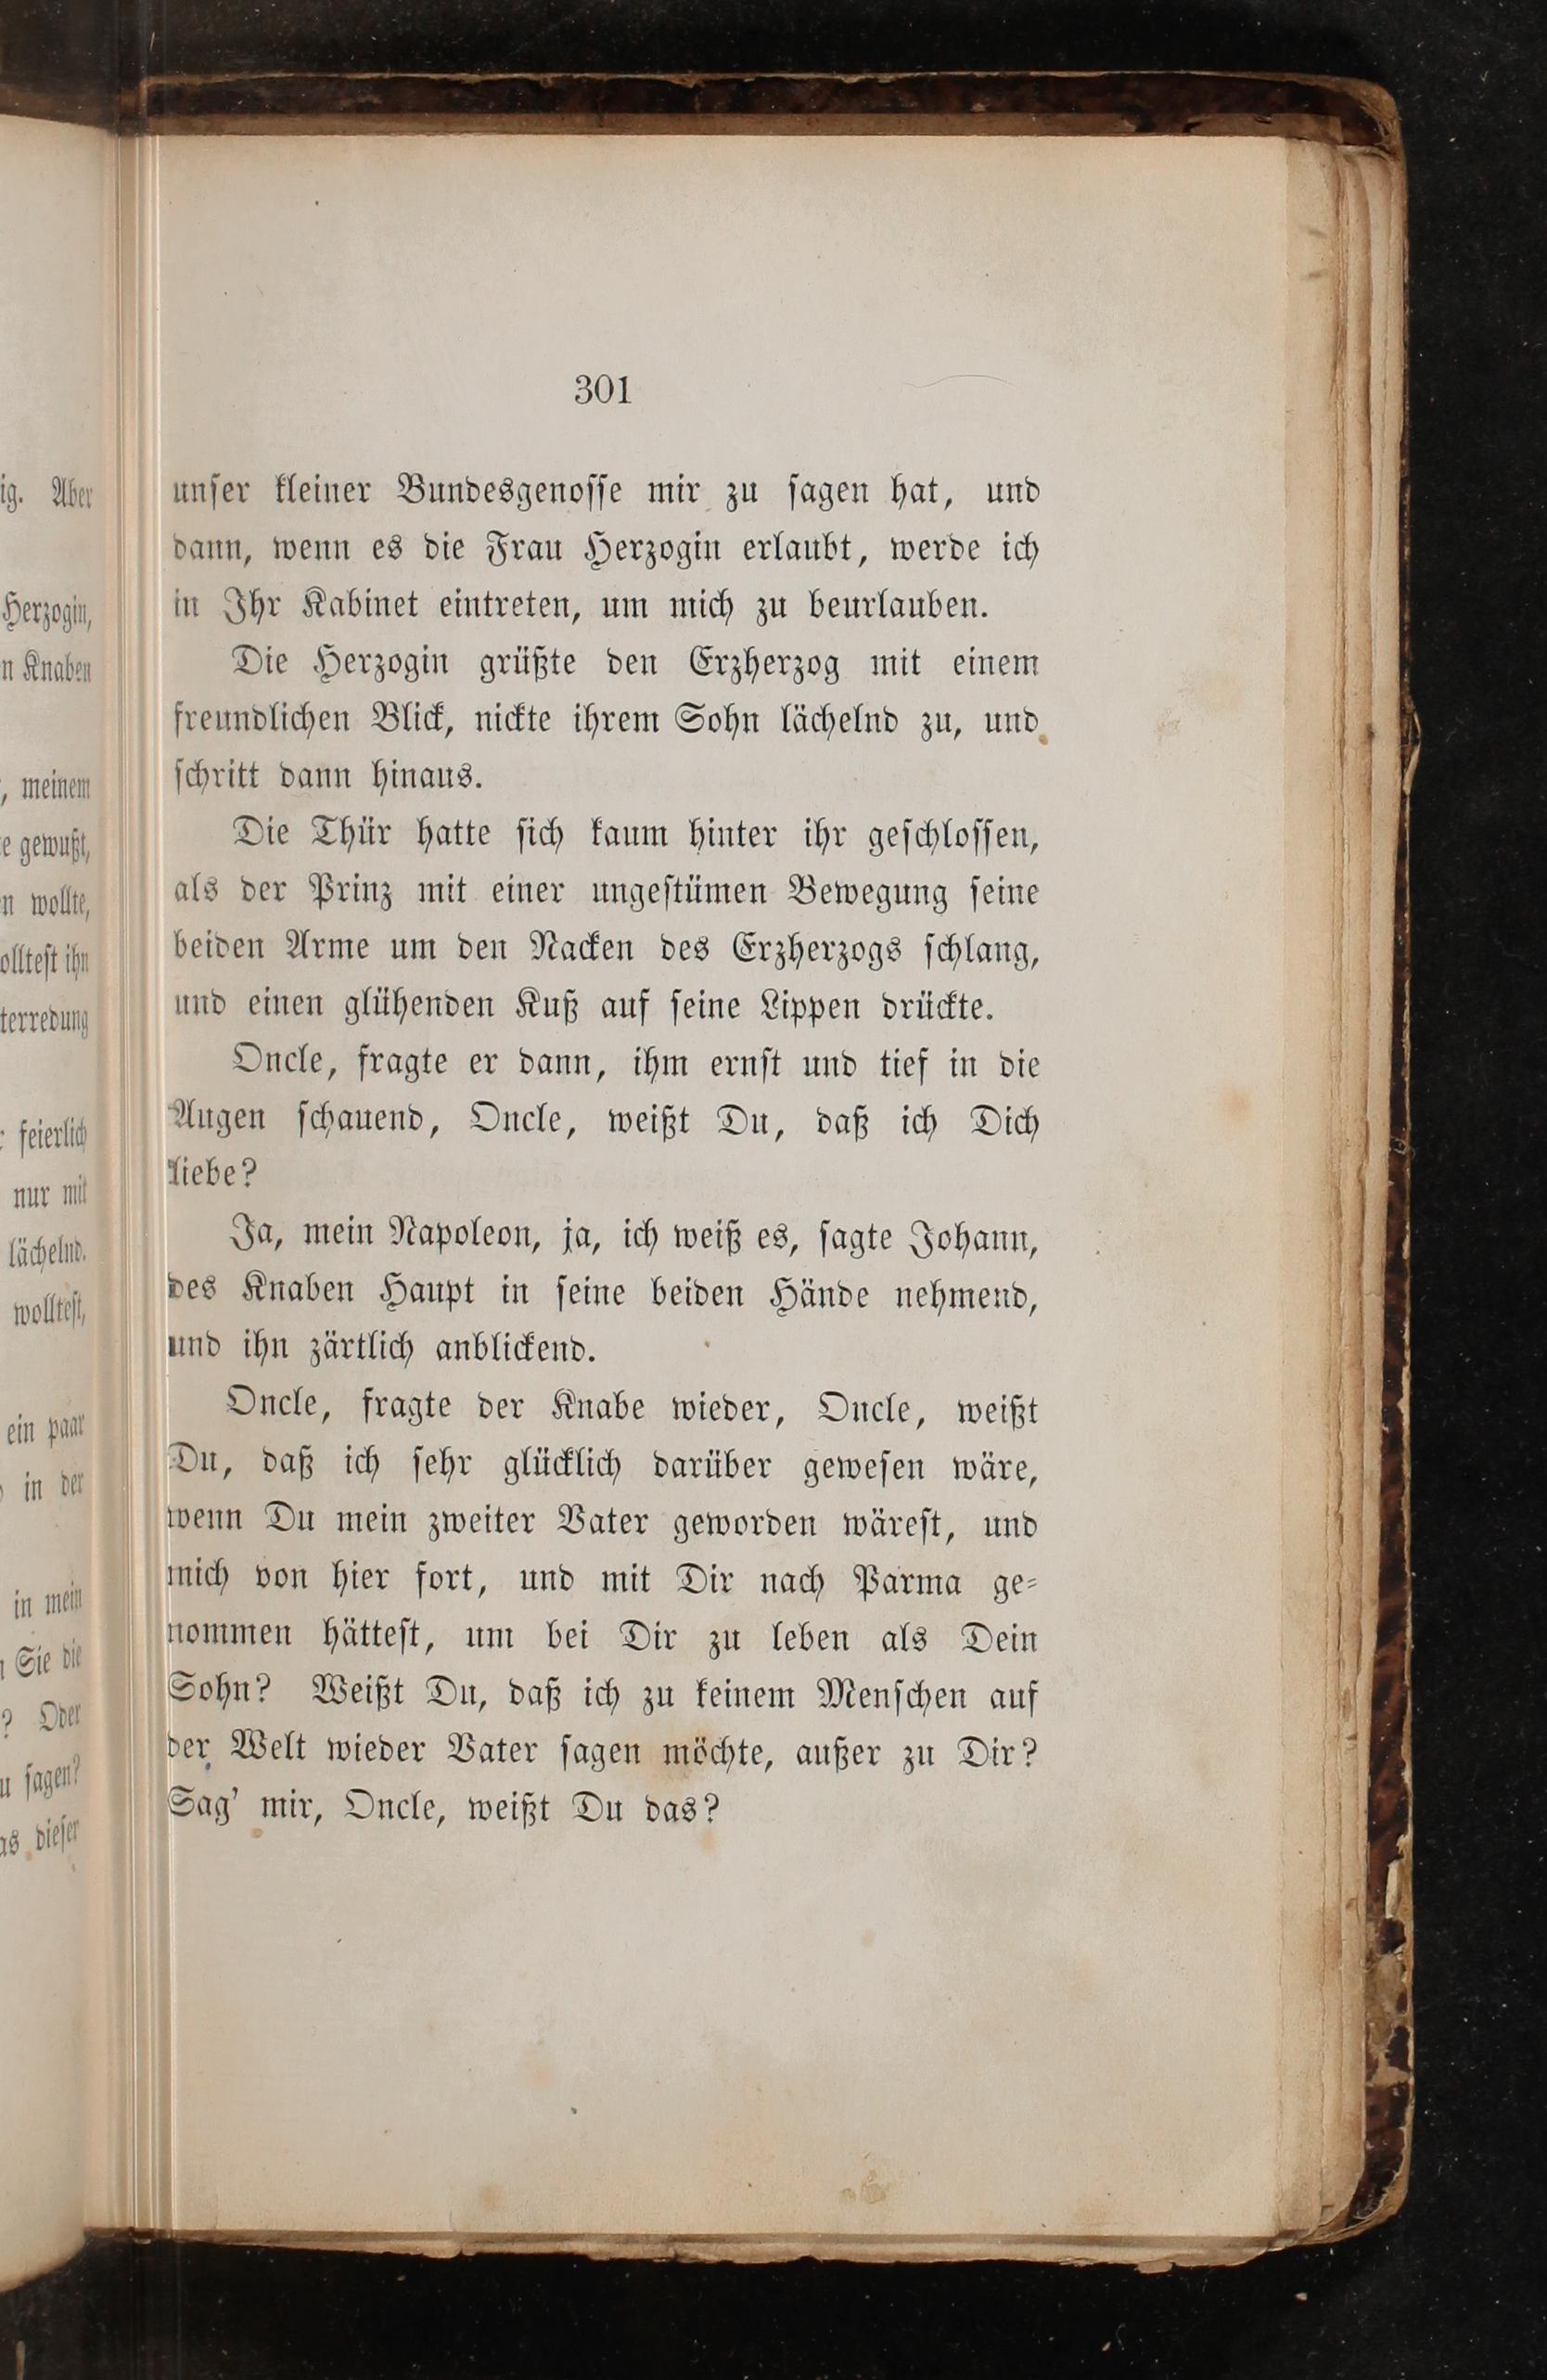 301
unser kleiner Bundesgenosse mir zu sagen hat, und
dann, wenn es die Frau Herzogin erlaubt, werde ich
in Ihr Kabinet eintreten, um mich zu beurlauben.
Die Herzogin grüßte den Erzherzog mit einem
freundlichen Blick, nickte ihrem Sohn lächelnd zu, und
schritt dann hinaus.
Die Thür hatte sich kaum hinter ihr geschlossen,
als der Prinz mit einer ungestümen Bewegung seine
beiden Arme um den Nacken des Erzherzogs schlang,
und einen glühenden Kuß auf seine Lippen drückte.
Oncle, fragte er dann, ihm ernst und tief in die
Augen schauend, Oncle, weißt Du, daß ich Dich
liebe?
Ja, mein Napoleon, ja, ich weiß es, sagte Johann,
des Knaben Haupt in seine beiden Hände nehmend,
und ihn zärtlich anblickend.
Oncle, fragte der Knabe wieder, Oncle, weißt
Du, daß ich sehr glücklich darüber gewesen wäre,
wenn Du mein zweiter Vater geworden wärest, und
mich von hier fort, und mit Dir nach Parma ge-
nommen hättest, um bei Dir zu leben als Dein
Sohn? Weißt Du, daß ich zu keinem Menschen auf
der Welt wieder Vater sagen möchte, außer zu Dir?
Sag' mir, Oncle, weißt Du das?